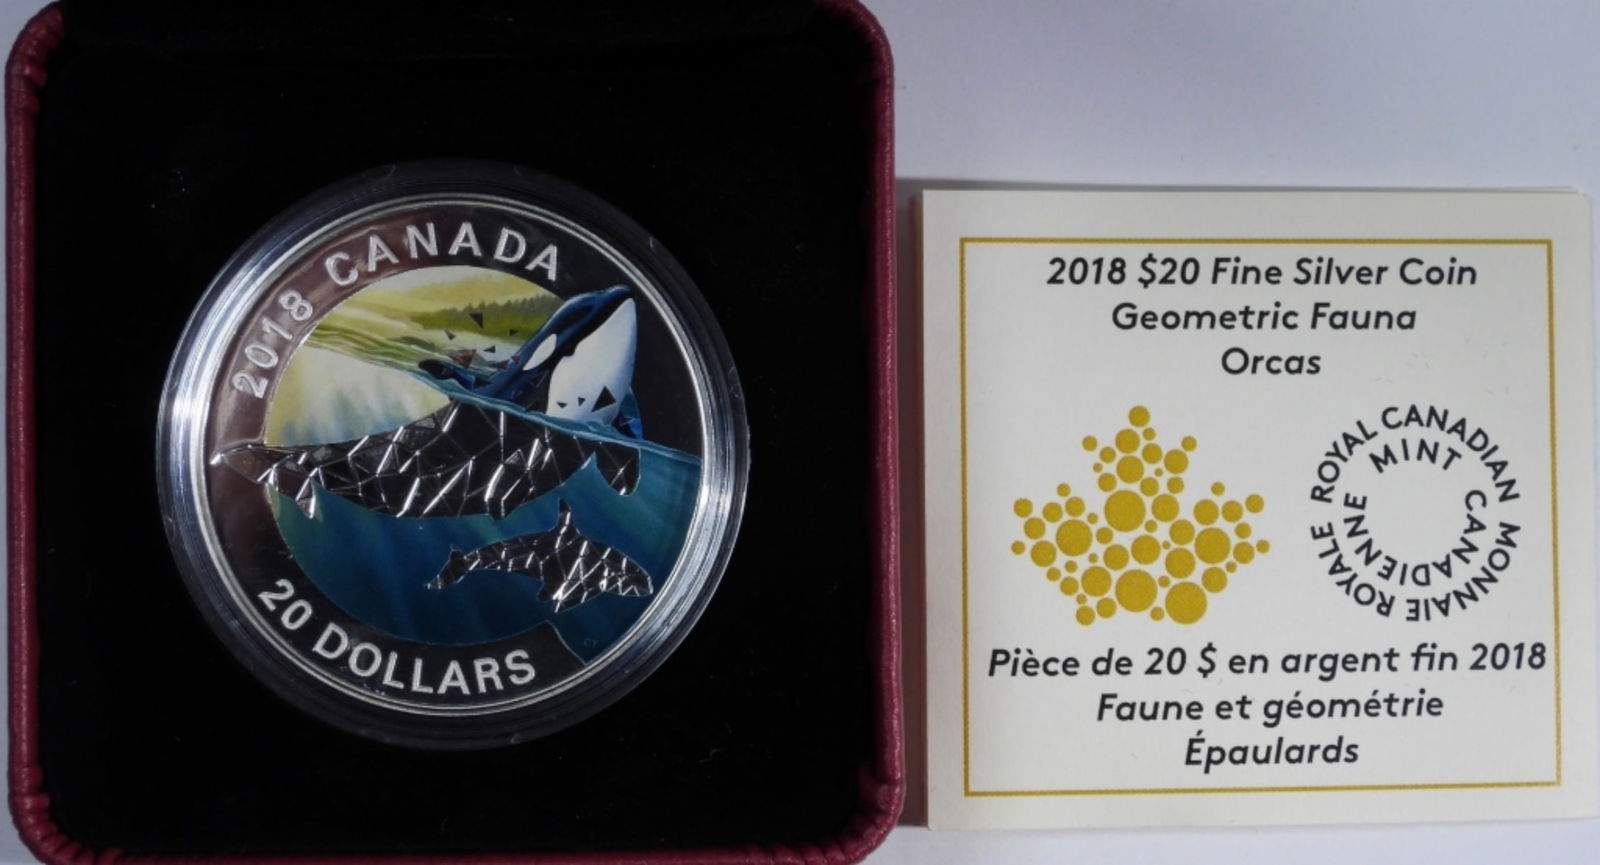 2018 CANADA
20 DOLLARS
2018 $20 Fine Silver Coin
Geometric Fauna
Orcas
ROYAL CANADIAN MINT
MONNAIE ROYALE CANADIENNE
Pièce de 20 $ en argent fin 2018
Faune et géométrie
Épaulards